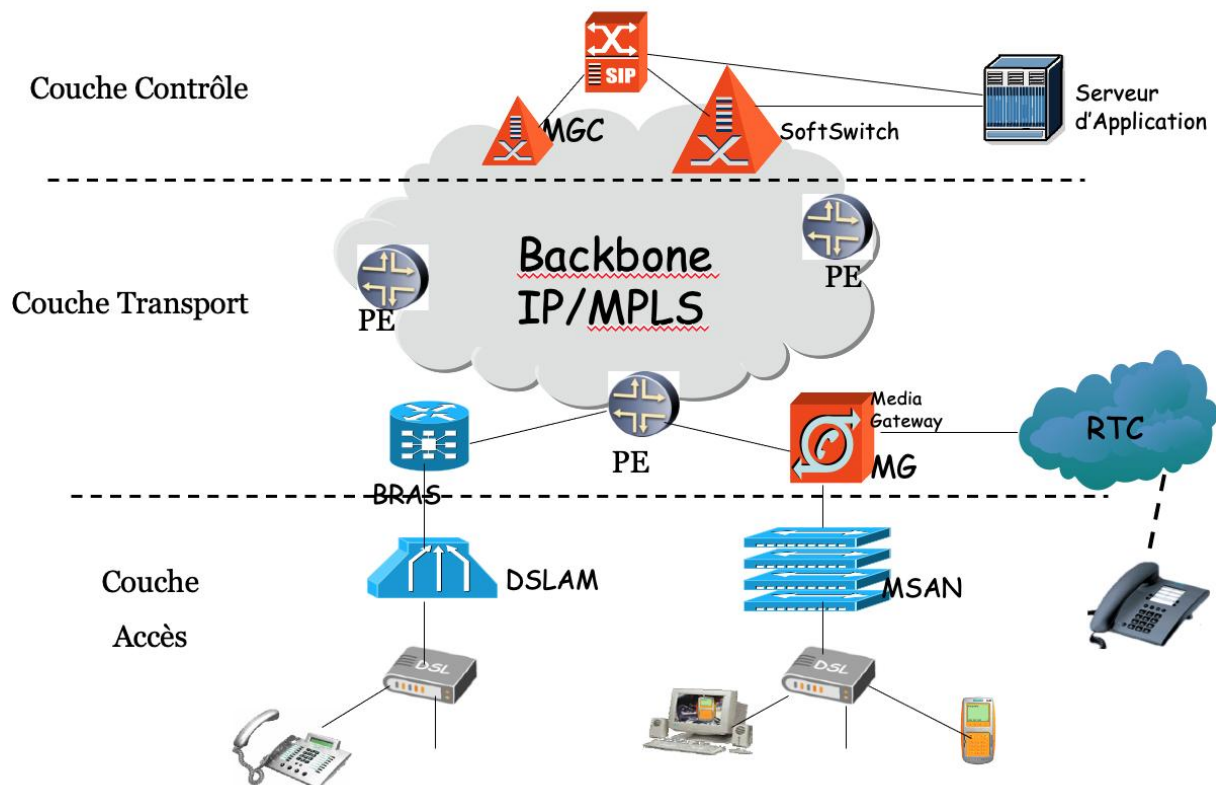 SIP
Couche Contrôle
MGC
SoftSwitch
Serveur
d'Application
Backbone
IP/MPLS
PE
PE
Couche Transport
PE
Media
Gateway
MG
RTC
BRAS
Couche
Accès
DSLAM
MSAN
DSL
DSL